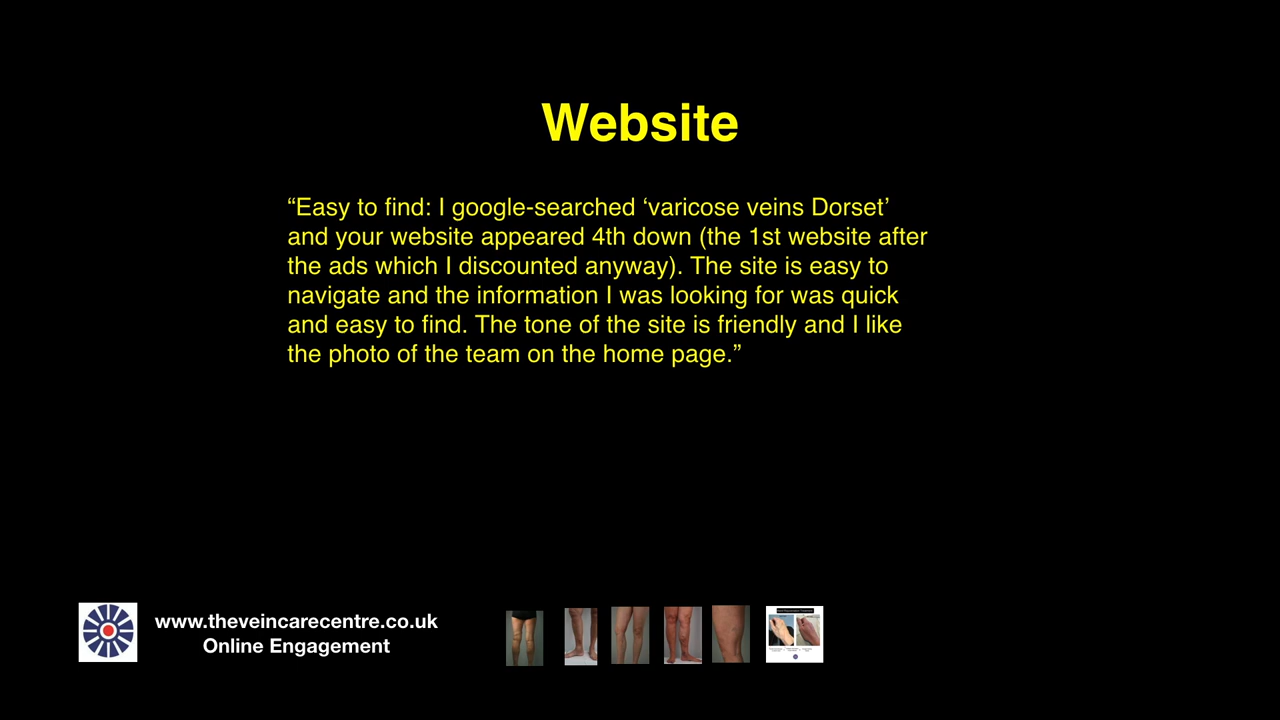 Website
“Easy to find: I google-searched ‘varicose veins Dorset’
and your website appeared 4th down (the 1st website after
the ads which I discounted anyway). The site is easy to
navigate and the information I was looking for was quick
and easy to find. The tone of the site is friendly and I like
the photo of the team on the home page.”
www.theveincarecentre.co.uk
Online Engagement